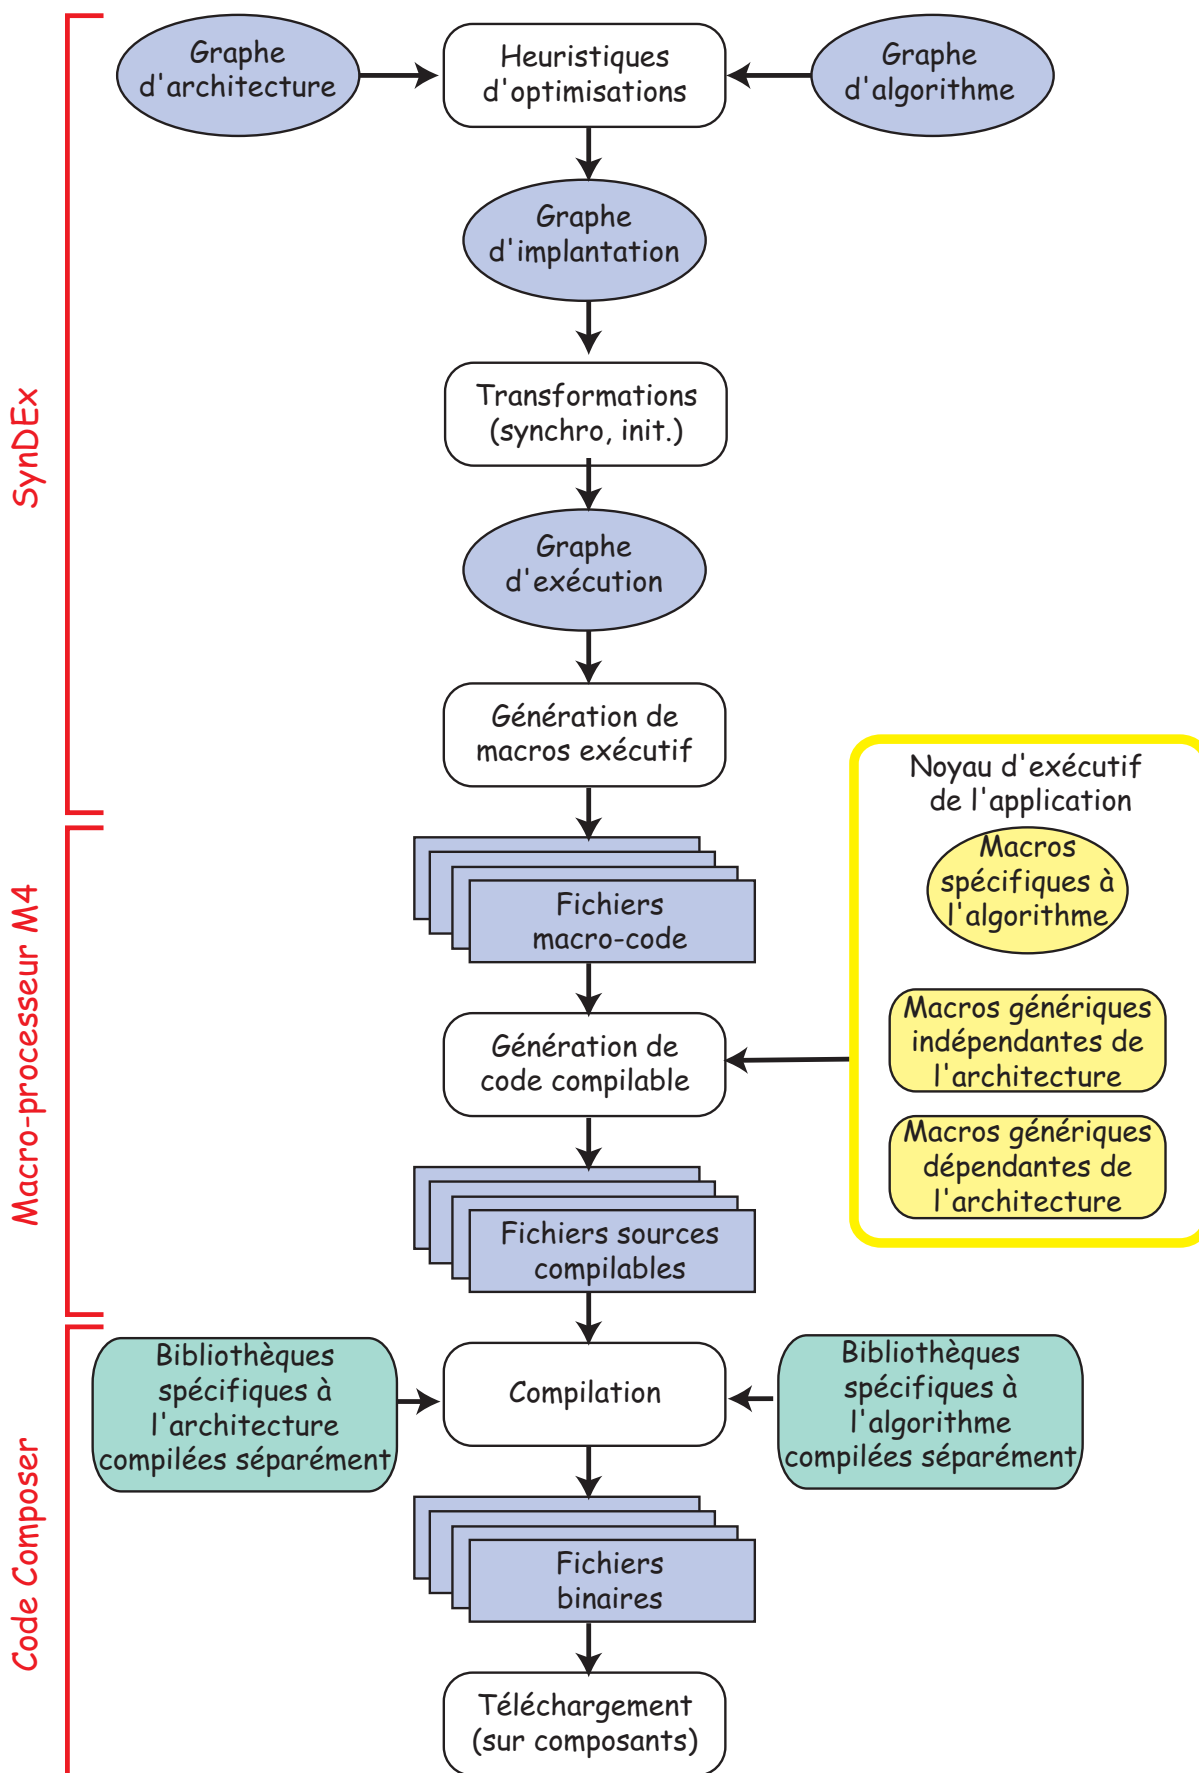 Graphe
d'architecture
Heuristiques
d'optimisations
Graphe
d'algorithme
Graphe
d'implantation
Transformations
(synchro, init.)
Graphe
d'exécution
Génération de
macros exécutif
SynDEx
Noyau d'exécutif
de l'application
Macros
spécifiques à
l'algorithme
Macros génériques
indépendantes de
l'architecture
Macros génériques
dépendantes de
l'architecture
Fichiers
macro-code
Génération de
code compilable
Fichiers sources
compilables
Macro-processeur M4
Bibliothèques
spécifiques à
l'architecture
compilées séparément
Compilation
Bibliothèques
spécifiques à
l'algorithme
compilées séparément
Fichiers
binaires
Téléchargement
(sur composants)
Code Composer